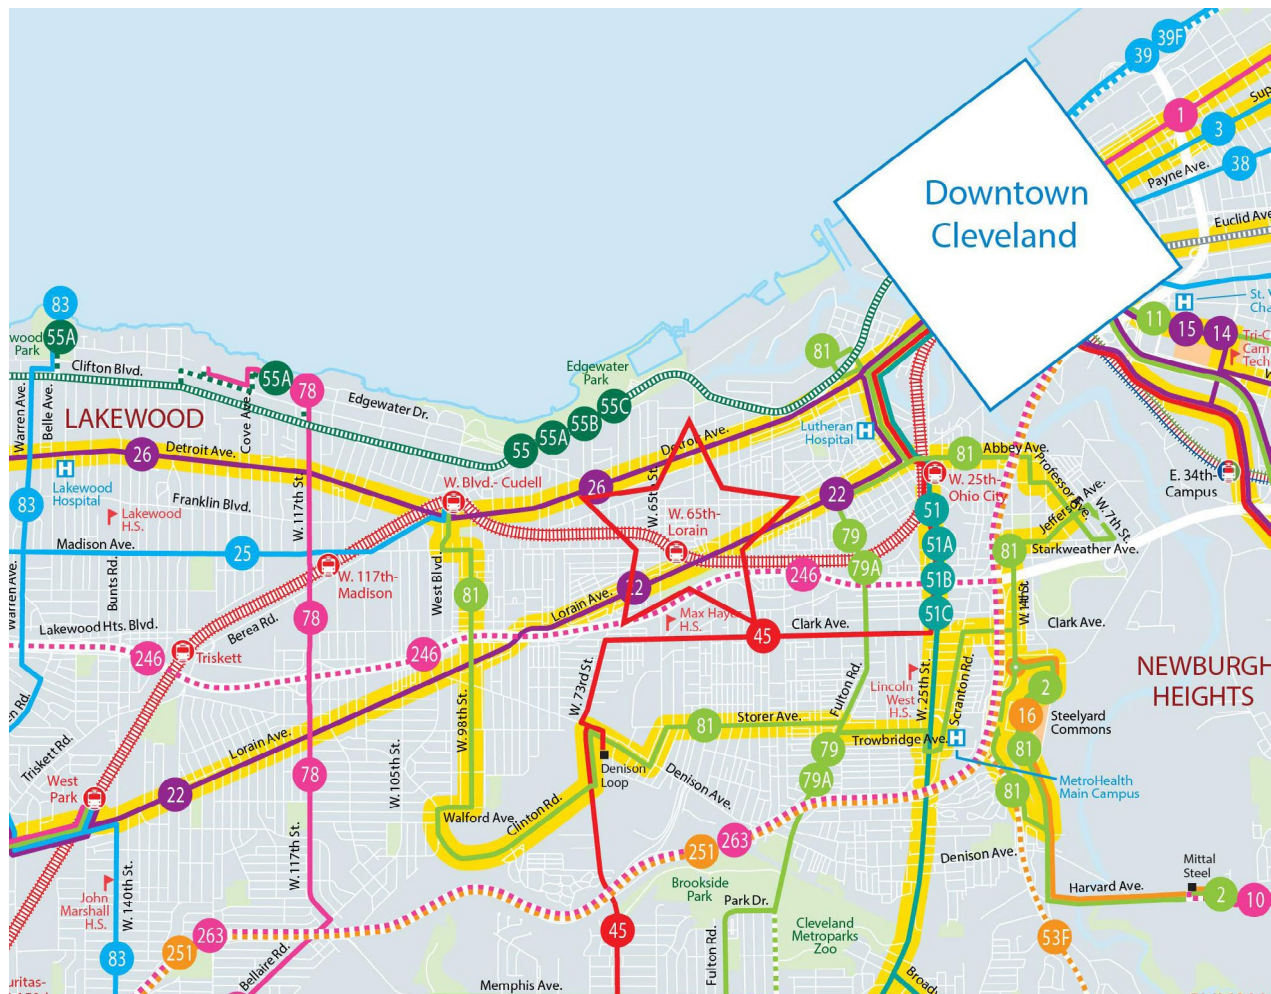 39F
39
1
3
Sup
38
Payne Ave.
Downtown
Cleveland
Euclid Ave
St. V
Cha
83
11
15
14
Tri-C
Cam
Tech
wood
Park
55A
81
Clifton Blvd.
55A
78
Edgewater
Park
55C
55B
55A
55
Edgewater Dr.
Warren Ave.
Belle Ave.
Cove Ave.
LAKEWOOD
26
Detroit Ave.
Detroit Ave.
Lutheran
Hospital
81
Abbey Ave.
Professor Ave.
W. 7th St.
Jefferson Ave.
E. 34th-
Campus
Lakewood
Hospital
Franklin Blvd.
W. 117th St.
W. Blvd.- Cudell
26
W. 65th St.
22
W. 25th-
Ohio City
83
Lakewood
H.S.
W. 65th-
Lorain
51
79
51A
Madison Ave.
25
81
Starkweather Ave.
79A
Bunts Rd.
W. 117th-
Madison
West Blvd.
81
22
Lorain Ave.
246
51B
Warren Ave.
51C
W. 14th St.
Lakewood Hts. Blvd.
Berea Rd.
78
Max Hayes
H.S.
45
Clark Ave.
Clark Ave.
246
Triskett
246
W. 73rd St.
Fulton Rd.
Lincoln
West
H.S.
W. 25th St.
Scranton Rd.
NEWBURGH
HEIGHTS
2
16
Steelyard
Commons
81
Storer Ave.
W. 98th St.
Lorain Ave.
Triskett Rd.
79
Trowbridge Ave.
81
W. 105th St.
Denison
Loop
Denison Ave.
79A
MetroHealth
Main Campus
78
West
Park
22
81
Walford Ave.
Clinton Rd.
263
251
Denison Ave.
Mittal
Steel
W. 117th St.
John
Marshall
H.S.
W. 140th St.
Brookside
Park
Park Dr.
Harvard Ave.
2
10
Cleveland
Metroparks
Zoo
263
251
45
53F
Fulton Rd.
83
Bellaire Rd.
Memphis Ave.
Broad
uritas-